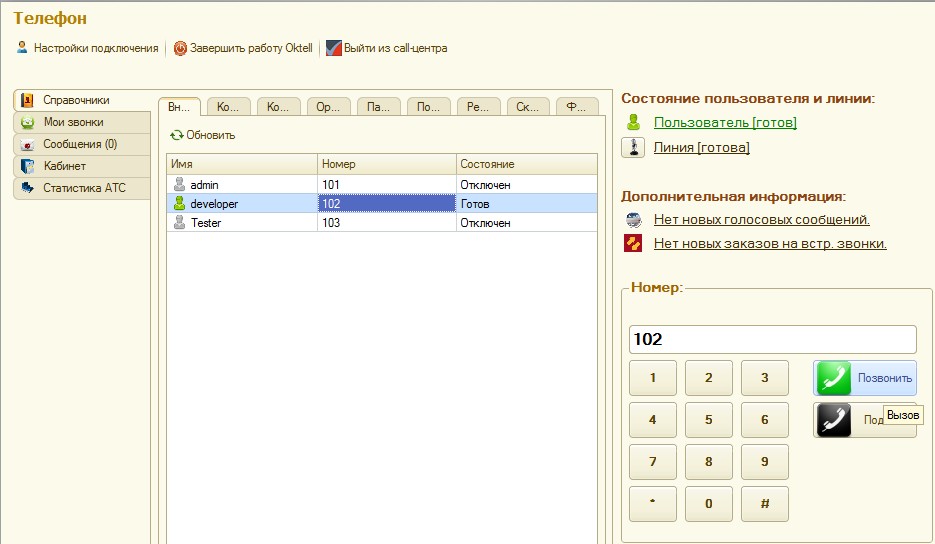 Телефон
Настройки подключения Завершить работу Oktell Выйти из call-центра
Справочники
Мои звонки
Сообщения (0)
Кабинет
Статистика АТС
Вн... Ко... Ко... Ор... Па... По... Ре... Ск... Ф...
Обновить
Имя Номер Состояние
admin 101 Отключен
developer 102 Готов
Tester 103 Отключен
Состояние пользователя и линии:
Пользователь [готов]
Линия [готова]
Дополнительная информация:
Нет новых голосовых сообщений.
Нет новых заказов на встр. звонки.
Номер:
102
1 2 3 Позвонить
4 5 6 Под Вызов
7 8 9
* 0 #